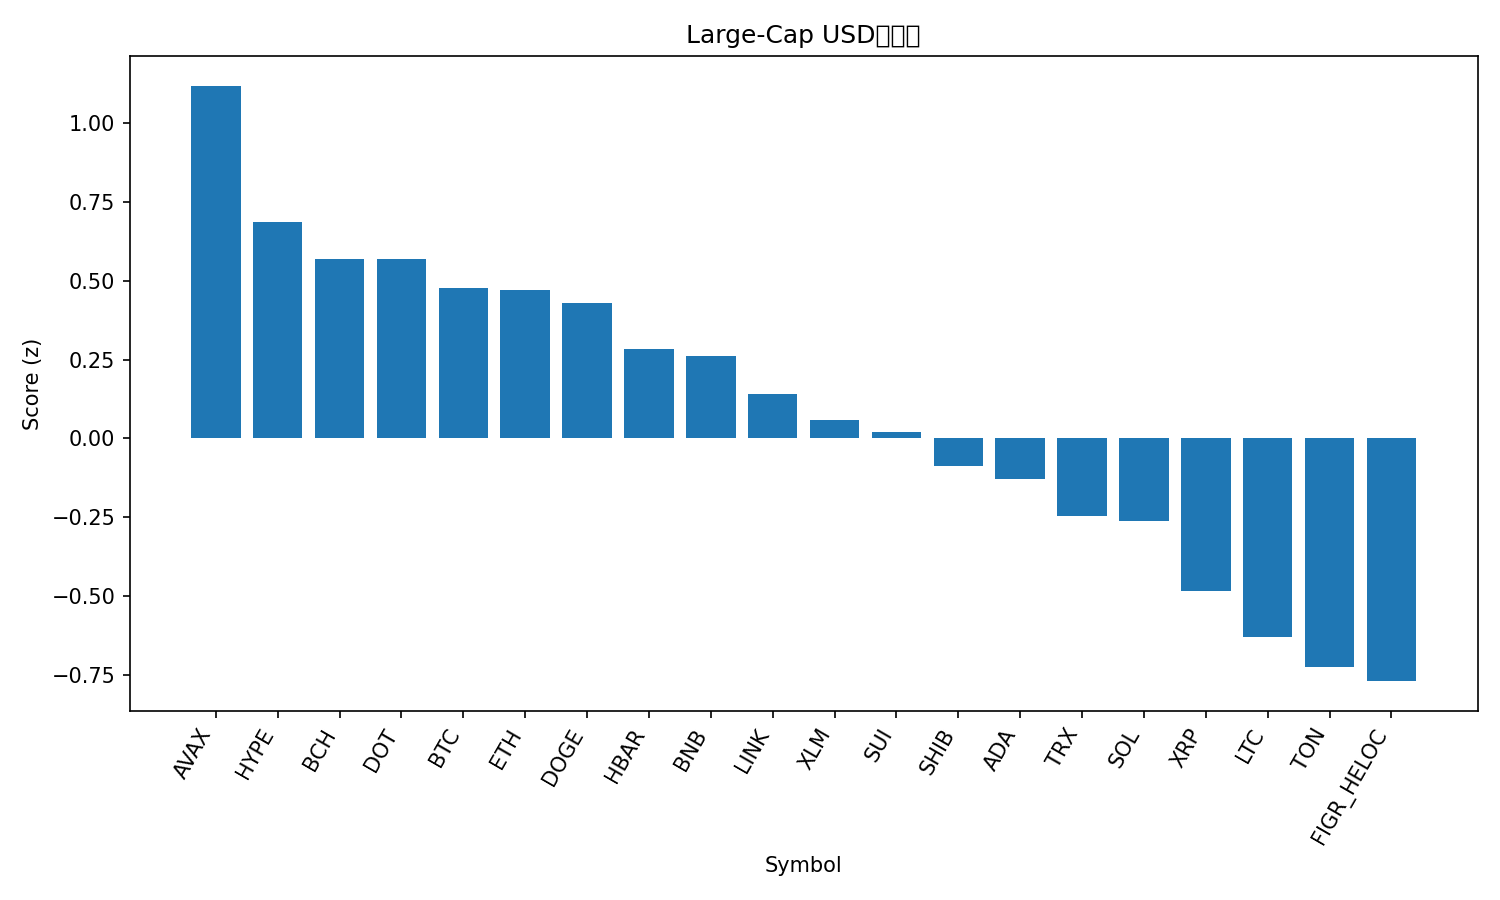 Large-Cap USD
Score (z)
1.00
0.75
0.50
0.25
0.00
−0.25
−0.50
−0.75
AVAX
HYPE
BCH
DOT
BTC
ETH
DOGE
HBAR
BNB
LINK
XLM
SUI
SHIB
ADA
TRX
SOL
XRP
LTC
TON
FIGR_HELOC
Symbol